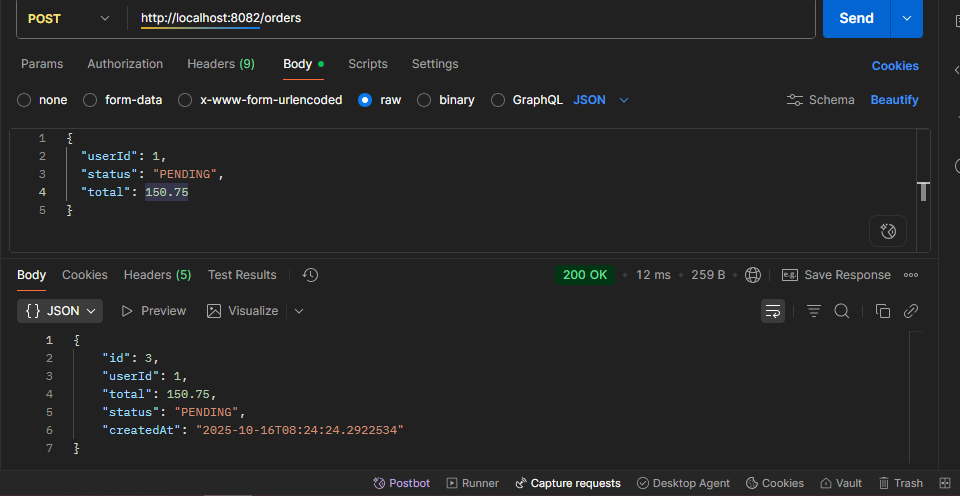 POST http://localhost:8082/orders Send
Params Authorization Headers (9) Body Scripts Settings Cookies
none form-data x-www-form-urlencoded raw binary GraphQL JSON Schema Beautify
1 {
2 "userId": 1,
3 "status": "PENDING",
4 "total": 150.75
5 }
Body Cookies Headers (5) Test Results 200 OK • 12 ms • 259 B • e.g. Save Response
{} JSON Preview Visualize
1 {
2 "id": 3,
3 "userId": 1,
4 "total": 150.75,
5 "status": "PENDING",
6 "createdAt": "2025-10-16T08:24:24.2922534"
7 }
Postbot Runner Capture requests Desktop Agent Cookies Vault Trash